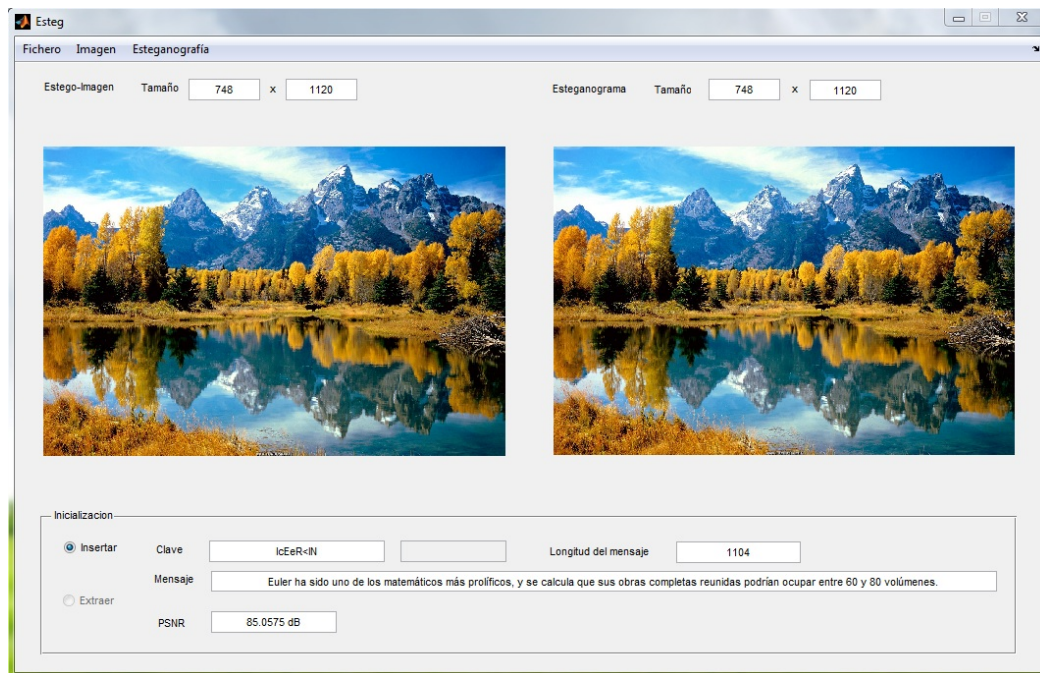 Esteg
Fichero Imagen Esteganografía
Estego-Imagen Tamaño 748 x 1120 Esteganograma Tamaño 748 x 1120
Inicializacion
Insertar Clave IcEeR<IN Longitud del mensaje 1104
Mensaje Euler ha sido uno de los matemáticos más prolíficos, y se calcula que sus obras completas reunidas podrían ocupar entre 60 y 80 volúmenes.
Extraer
PSNR 85.0575 dB